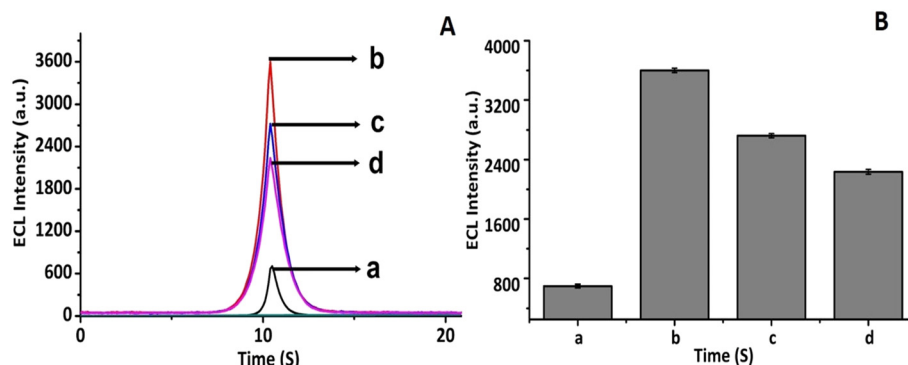 A
ECL Intensity (a.u.)
3600
3000
2400
1800
1200
600
0
b
c
d
a
0
10
20
Time (S)
B
ECL Intensity (a.u.)
4000
3200
2400
1600
800
a
b
c
d
Time (S)